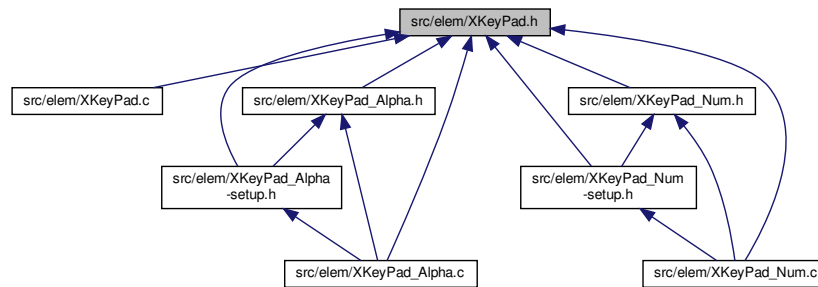 src/elem/XKeyPad.h
src/elem/XKeyPad.c
src/elem/XKeyPad_Alpha.h
src/elem/XKeyPad_Num.h
src/elem/XKeyPad_Alpha
-setup.h
src/elem/XKeyPad_Num
-setup.h
src/elem/XKeyPad_Alpha.c
src/elem/XKeyPad_Num.c